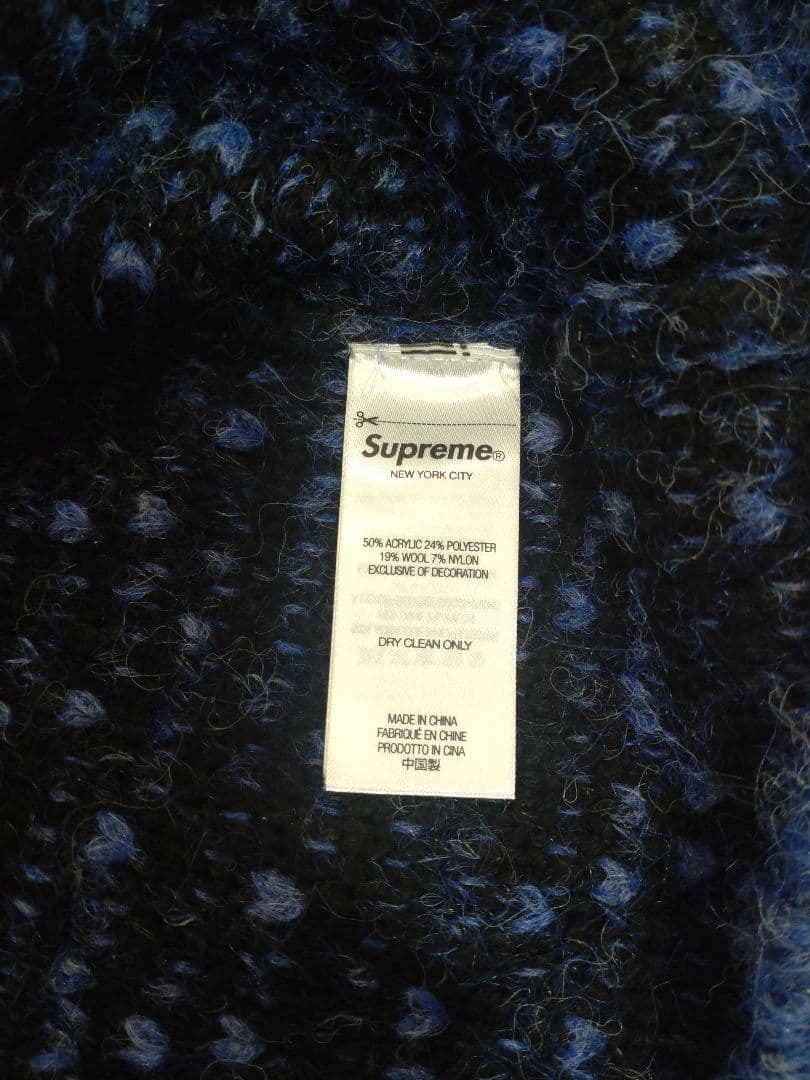 Supreme®
NEW YORK CITY
50% ACRYLIC 24% POLYESTER
19% WOOL 7% NYLON
EXCLUSIVE OF DECORATION
DRY CLEAN ONLY
MADE IN CHINA
FABRIQUÉ EN CHINE
PRODOTTO IN CINA
中国製